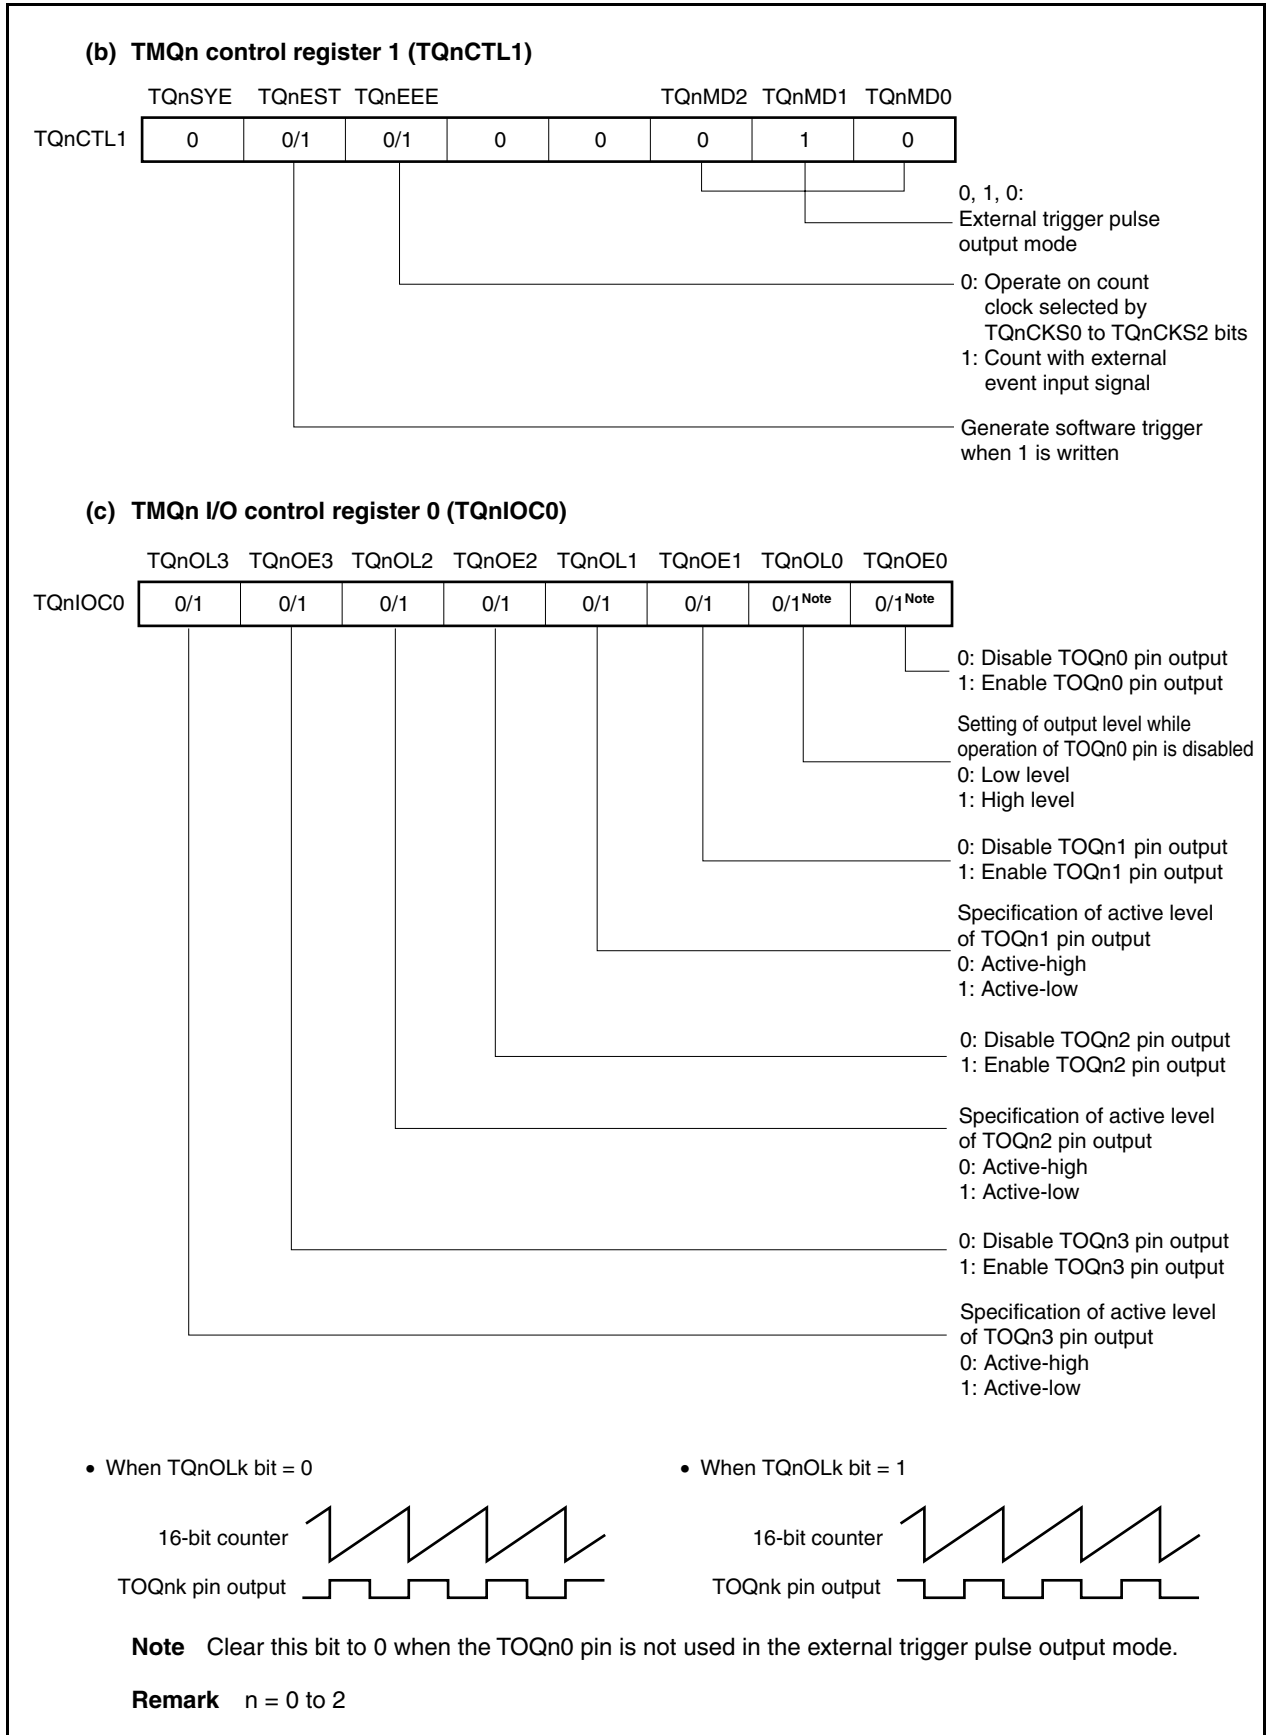 (b) TMQn control register 1 (TQnCTL1)
TQnSYE TQnEST TQnEEE TQnMD2 TQnMD1 TQnMD0
TQnCTL1 0 0/1 0/1 0 0 0 1 0
0, 1, 0:
External trigger pulse
output mode
0: Operate on count
clock selected by
TQnCKS0 to TQnCKS2 bits
1: Count with external
event input signal
Generate software trigger
when 1 is written
(c) TMQn I/O control register 0 (TQnIOC0)
TQnOL3 TQnOE3 TQnOL2 TQnOE2 TQnOL1 TQnOE1 TQnOL0 TQnOE0
TQnIOC0 0/1 0/1 0/1 0/1 0/1 0/1 0/1Note 0/1Note
0: Disable TOQn0 pin output
1: Enable TOQn0 pin output
Setting of output level while
operation of TOQn0 pin is disabled
0: Low level
1: High level
0: Disable TOQn1 pin output
1: Enable TOQn1 pin output
Specification of active level
of TOQn1 pin output
0: Active-high
1: Active-low
0: Disable TOQn2 pin output
1: Enable TOQn2 pin output
Specification of active level
of TOQn2 pin output
0: Active-high
1: Active-low
0: Disable TOQn3 pin output
1: Enable TOQn3 pin output
Specification of active level
of TOQn3 pin output
0: Active-high
1: Active-low
• When TQnOLk bit = 0
16-bit counter
TOQnk pin output
• When TQnOLk bit = 1
16-bit counter
TOQnk pin output
Note Clear this bit to 0 when the TOQn0 pin is not used in the external trigger pulse output mode.
Remark n = 0 to 2